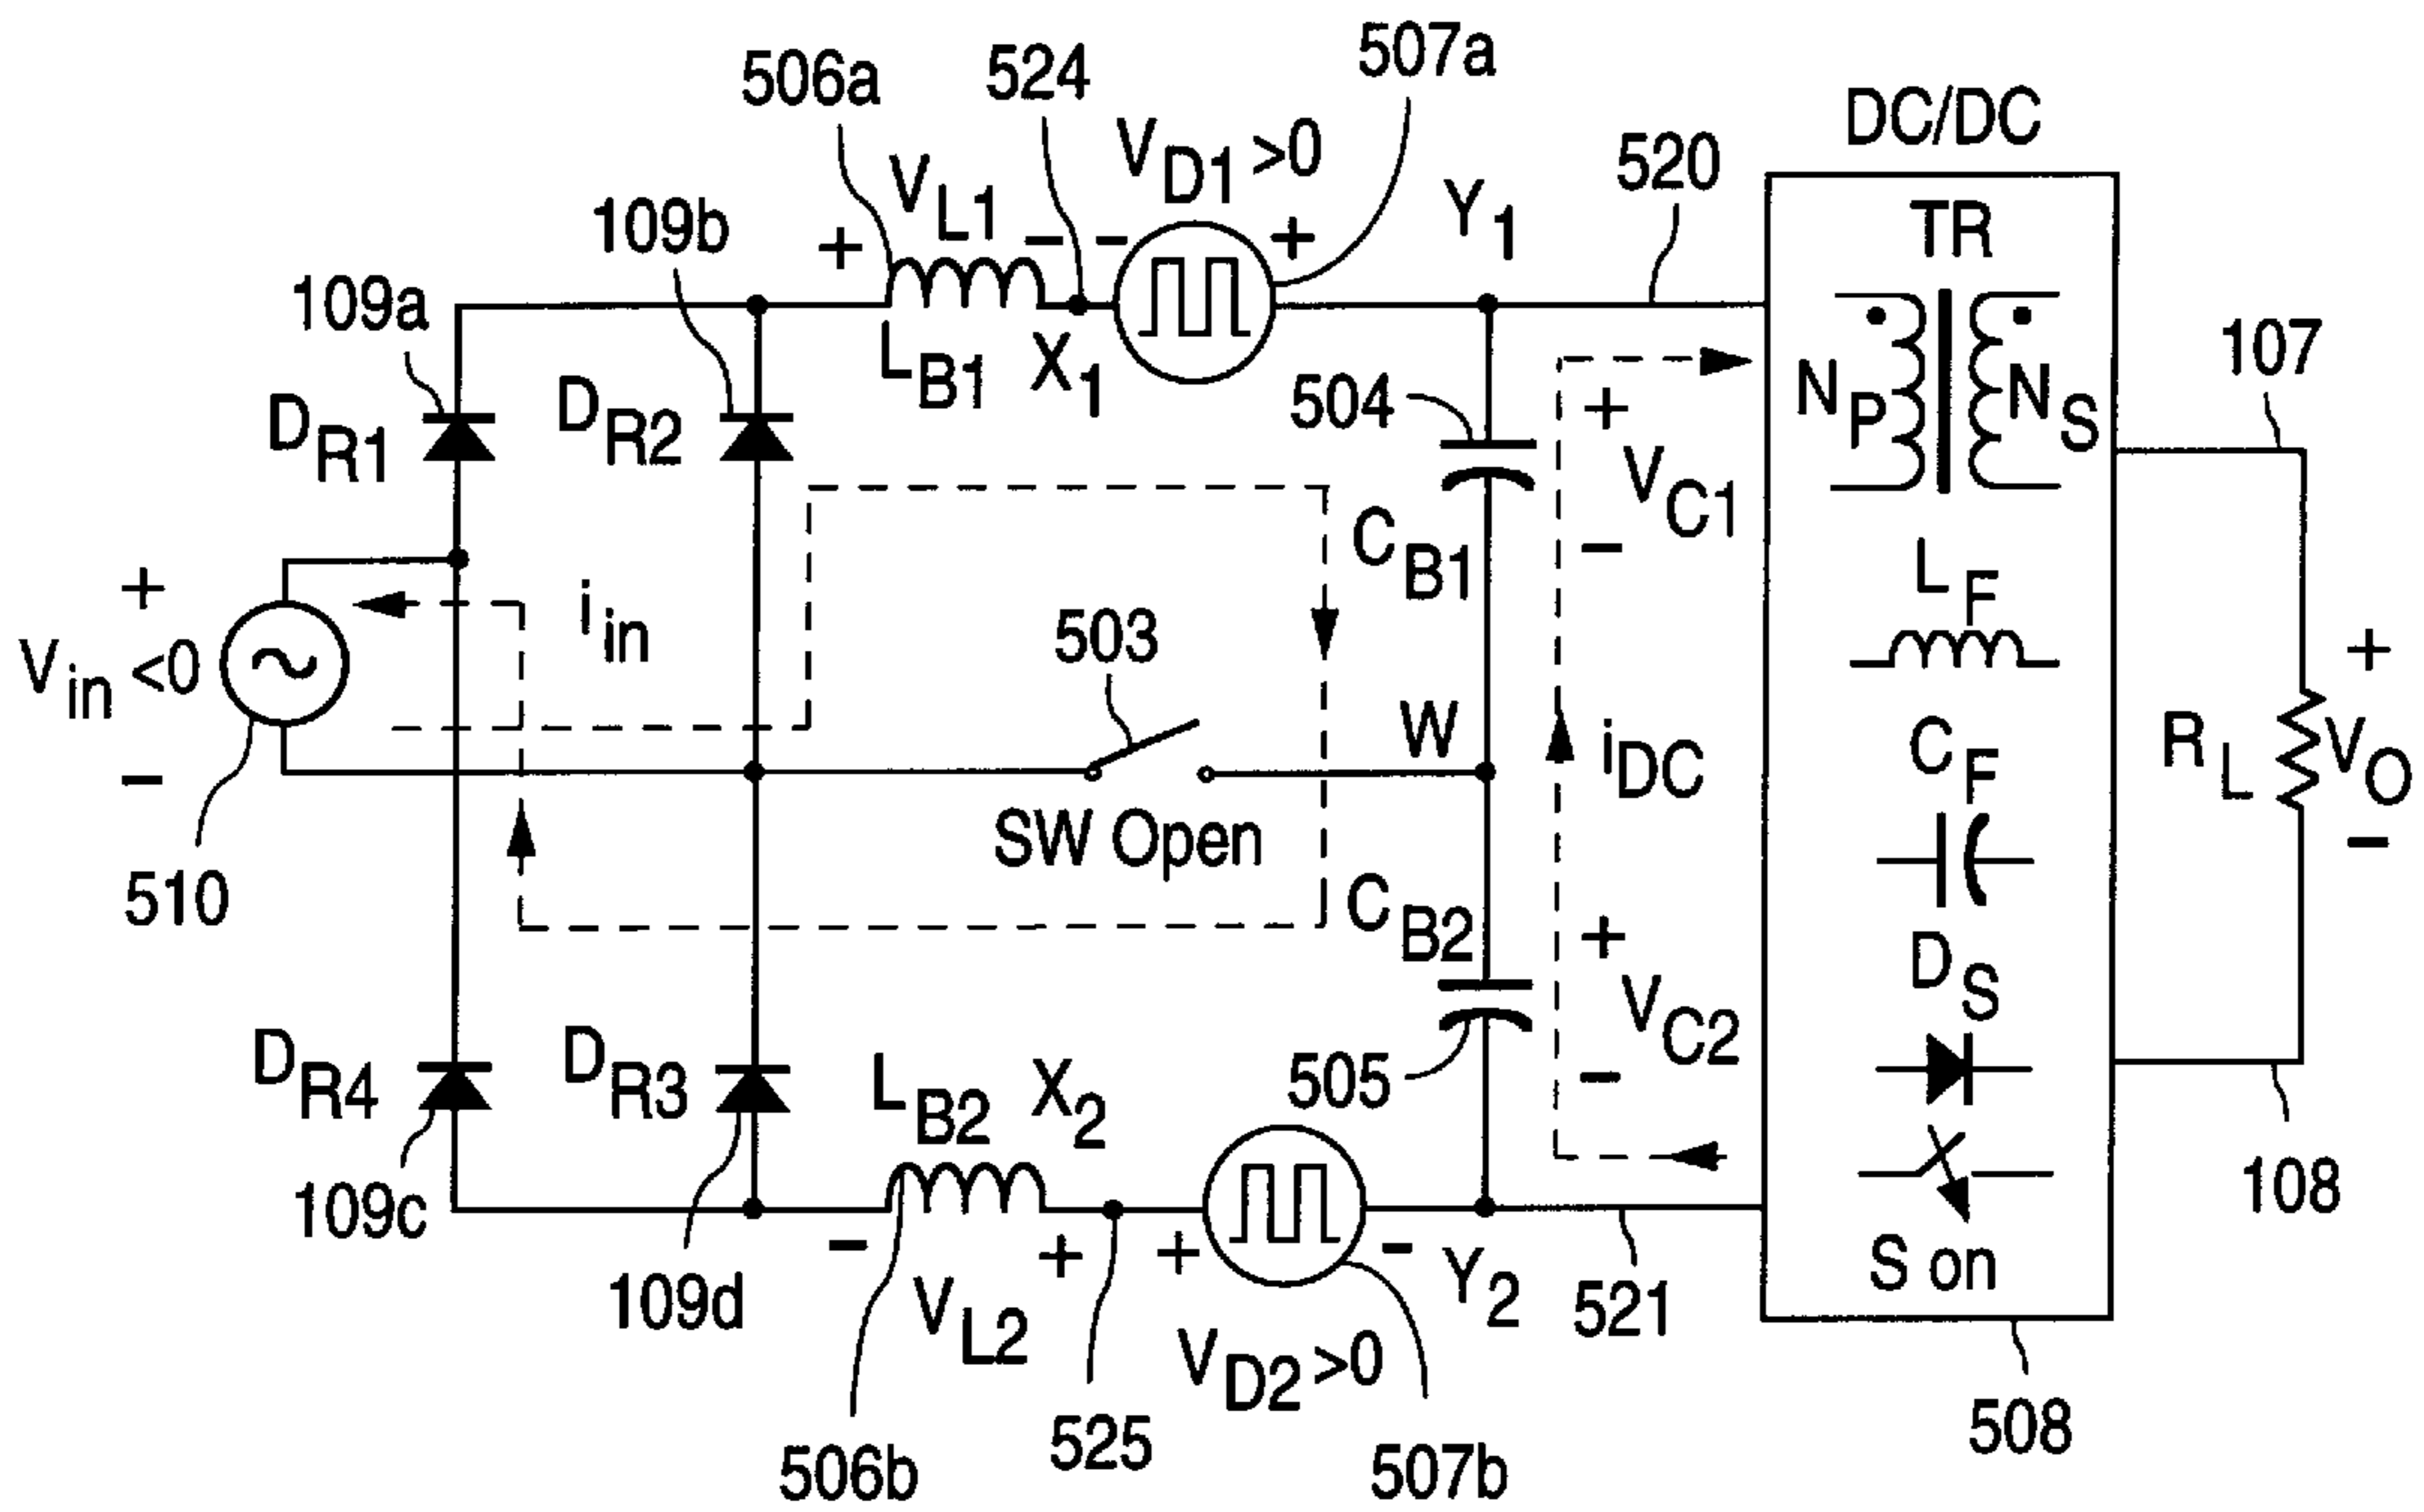 507a
506a
524
DC/DC
V D1 >0
520
V L1
Y 1
TR
109b
+
- -
+
109a
107
L B1
X 1
504
+
N P
N S
D R1
D R2
V C1
C B1
-
L F
+
i in
503
V in <0
+
W
i DC
C F
R L
V O
-
SW Open
-
510
C B2
+
D S
V C2
D R4
D R3
L B2
X 2
505
-
109c
108
-
+
+
-
Y 2
S on
109d
V L2
521
V D2 >0
508
525
506b
507b